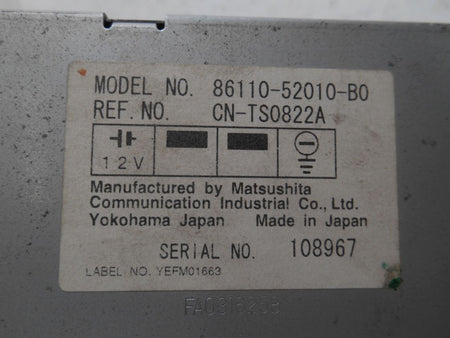 MODEL NO. 86110-52010-B0
REF. NO. CN-TS0822A
12V
Manufactured by Matsushita
Communication Industrial Co., Ltd.
Yokohama Japan Made in Japan
SERIAL NO. 108967
LABEL NO. YEFM01663